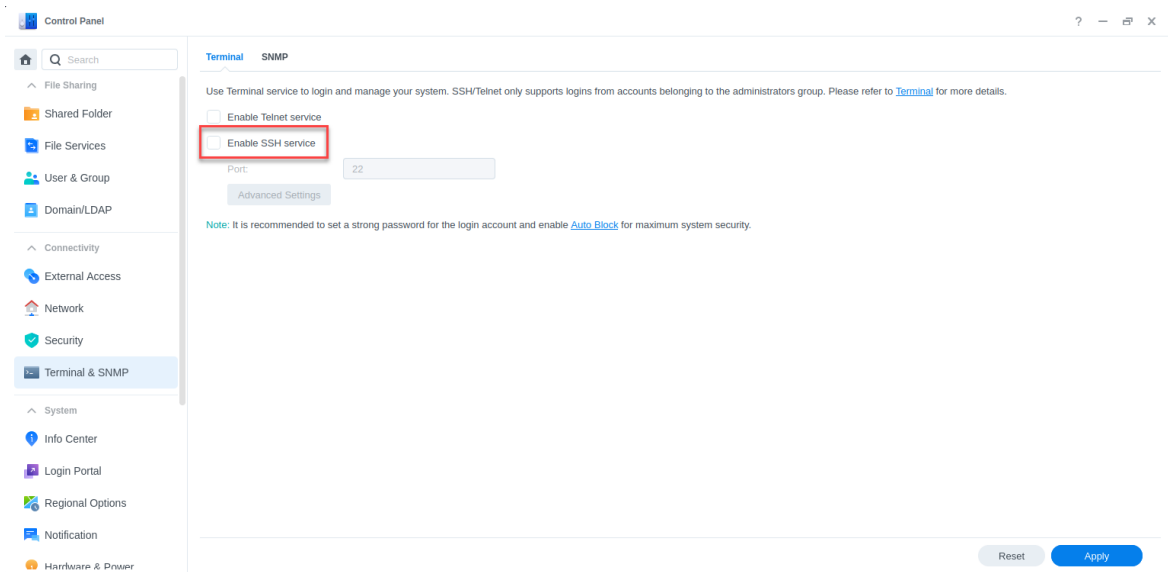 Control Panel
?
Search
File Sharing
Shared Folder
File Services
User & Group
Domain/LDAP
Connectivity
External Access
Network
Security
Terminal & SNMP
System
Info Center
Login Portal
Regional Options
Notification
Hardware & Power
Terminal SNMP
Use Terminal service to login and manage your system. SSH/Telnet only supports logins from accounts belonging to the administrators group. Please refer to Terminal for more details.
Enable Telnet service
Enable SSH service
Port: 22
Advanced Settings
Note: It is recommended to set a strong password for the login account and enable Auto Block for maximum system security.
Reset Apply